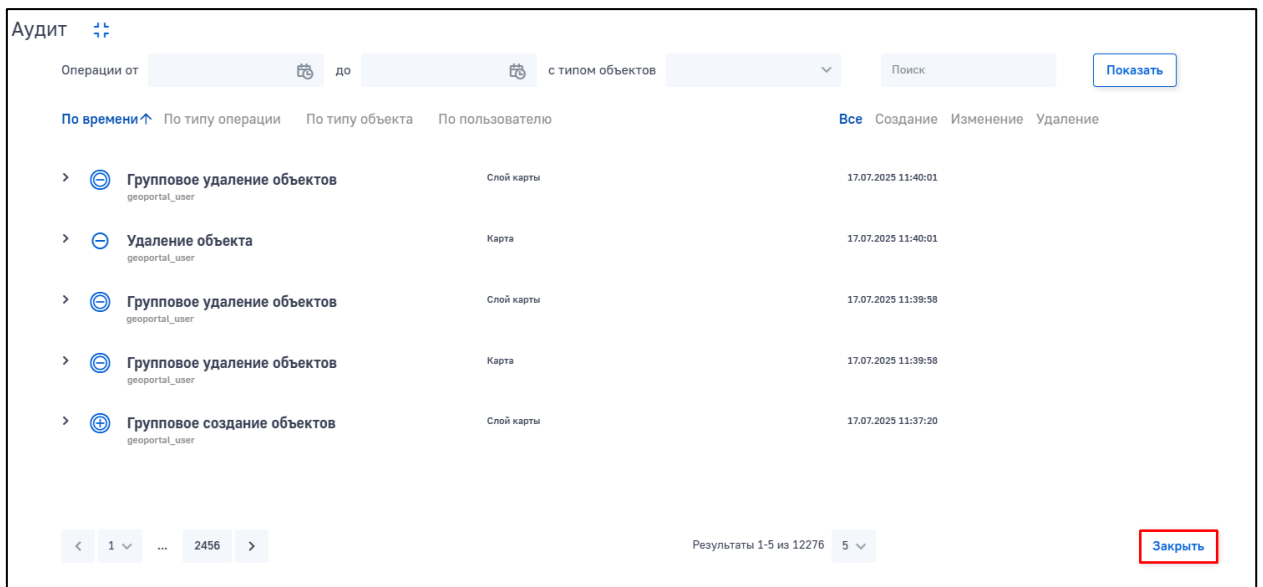 Аудит
Операции от до с типом объектов Поиск Показать
По времени По типу операции По типу объекта По пользователю Все Создание Изменение Удаление
Групповое удаление объектов Слой карты 17.07.2025 11:40:01
geoportal_user
Удаление объекта Карта 17.07.2025 11:40:01
geoportal_user
Групповое удаление объектов Слой карты 17.07.2025 11:39:58
geoportal_user
Групповое удаление объектов Карта 17.07.2025 11:39:58
geoportal_user
Групповое создание объектов Слой карты 17.07.2025 11:37:20
geoportal_user
1 ... 2456 Результаты 1-5 из 12276 5 Закрыть